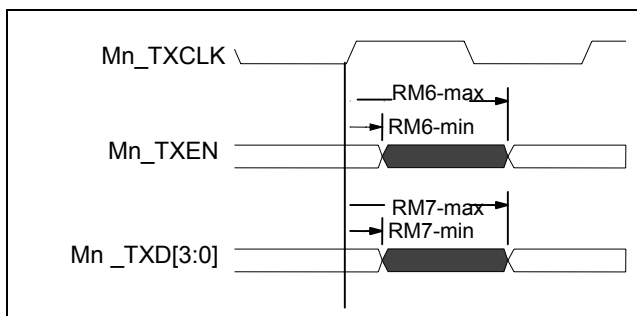 Mn_TXCLK
RM6-max
RM6-min
Mn_TXEN
RM7-max
RM7-min
Mn _TXD[3:0]